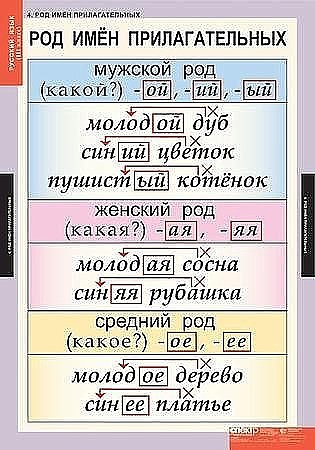 4. РОД ИМЁН ПРИЛАГАТЕЛЬНЫХ
РУССКИЙ ЯЗЫК
РОД ИМЁН ПРИЛАГАТЕЛЬНЫХ
мужской род
(какой?) -ой, -ий, -ый
молодой дуб
синий цветок
пушистый котёнок
женский род
(какая?) -ая, -яя
молодая сосна
синяя рубашка
средний род
(какое?) -ое, -ее
молодое дерево
синее платье